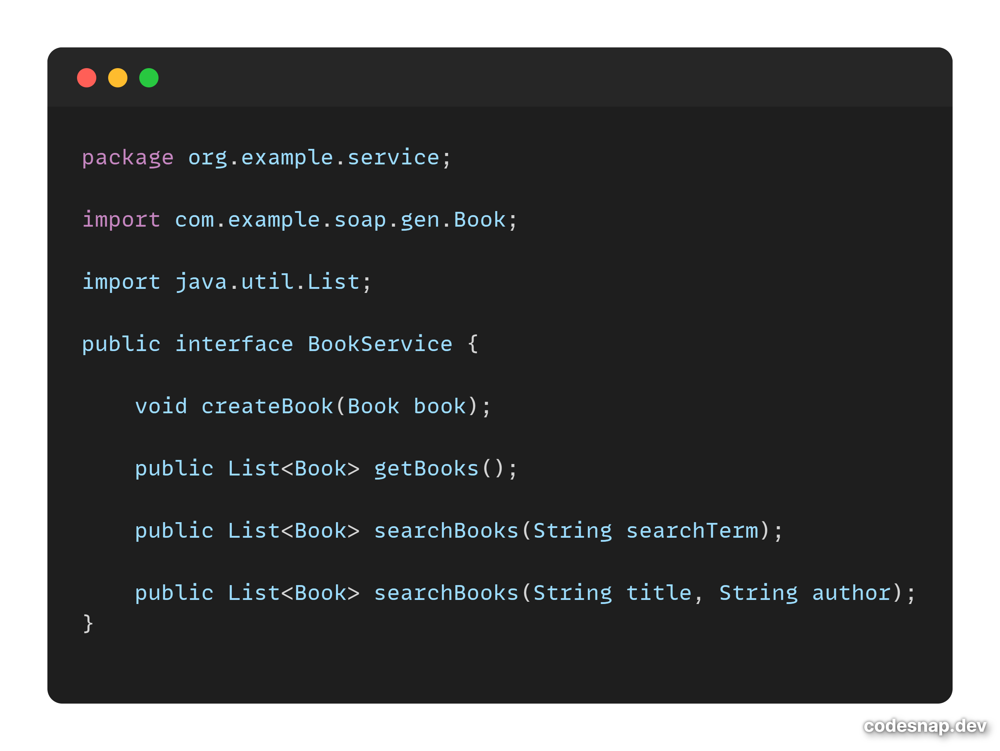 package org.example.service;
import com.example.soap.gen.Book;
import java.util.List;
public interface BookService {
    void createBook(Book book);
    public List<Book> getBooks();
    public List<Book> searchBooks(String searchTerm);
    public List<Book> searchBooks(String title, String author);
}
codesnap.dev